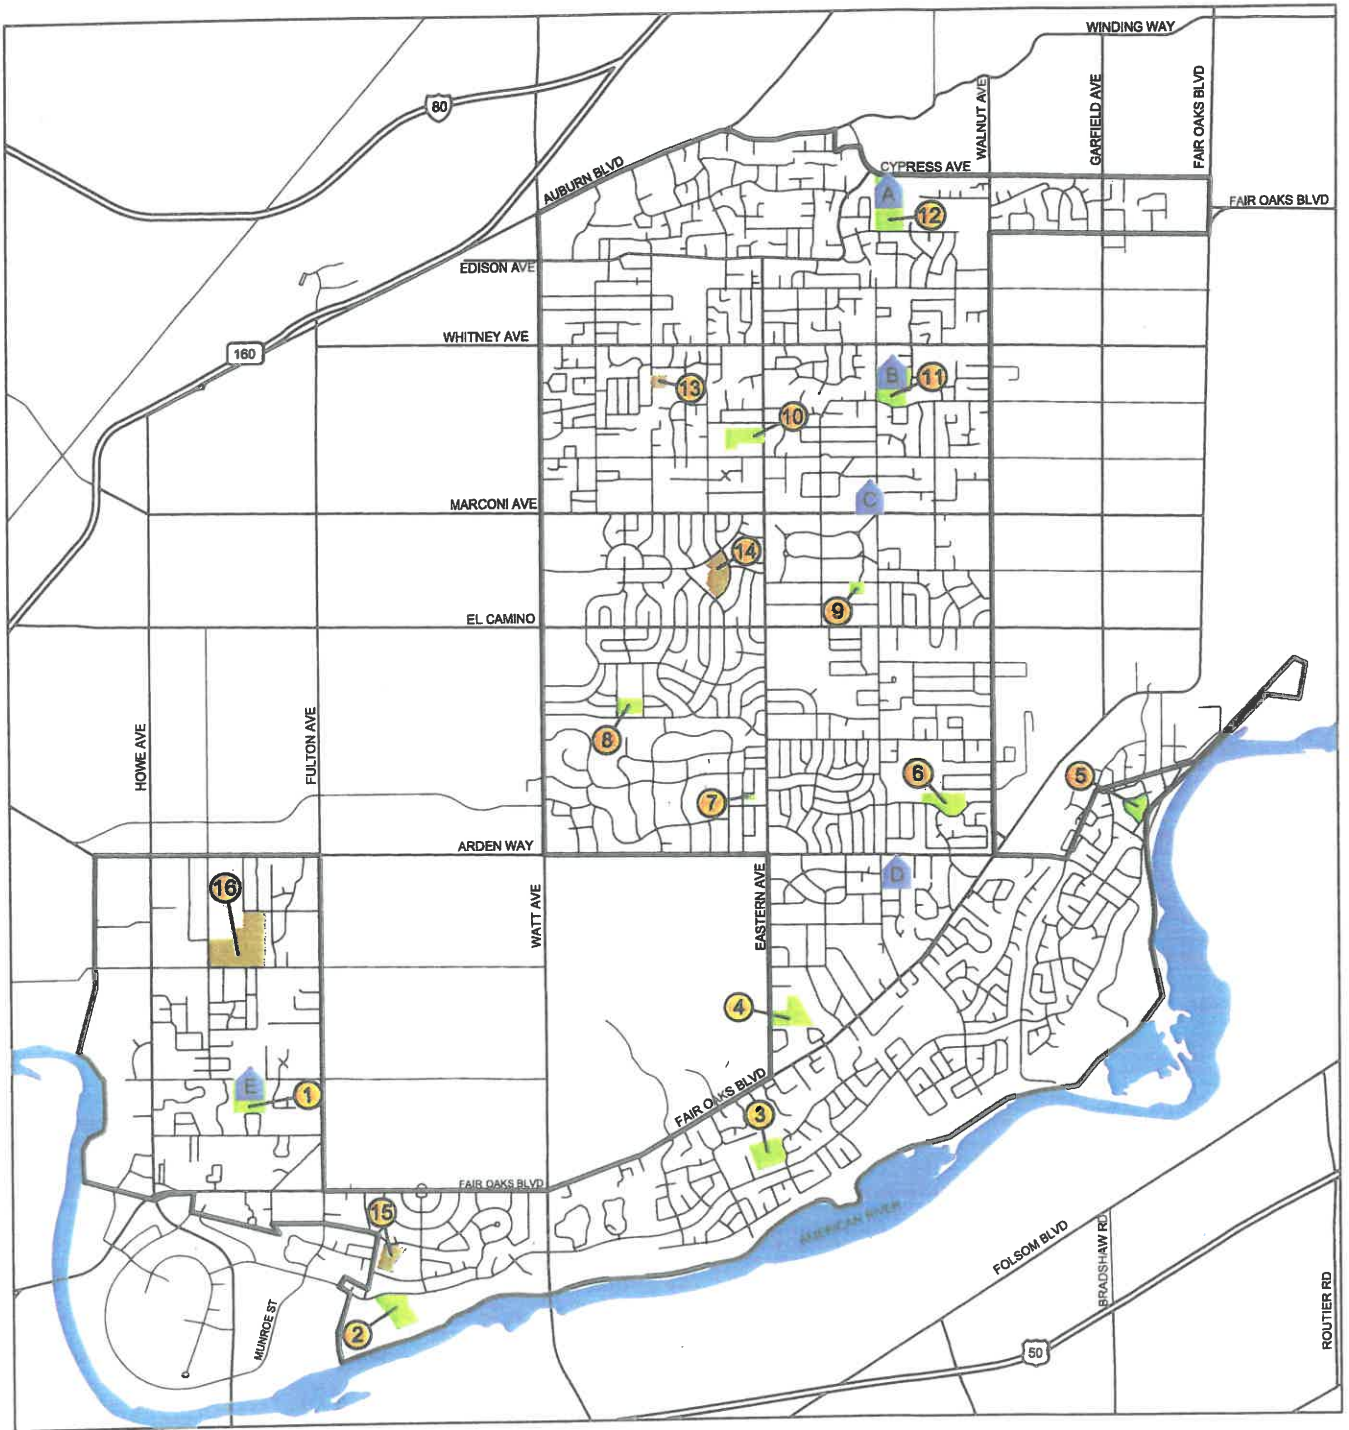 WINDING WAY
80
WALNUT AVE
GARFIELD AVE
FAIR OAKS BLVD
AUBURN BLVD
CYPRESS AVE
A
12
FAIR OAKS BLVD
EDISON AVE
WHITNEY AVE
160
B
11
13
10
MARCONI AVE
C
14
9
EL CAMINO
HOWE AVE
FULTON AVE
8
7
6
5
ARDEN WAY
16
WATT AVE
EASTERN AVE
D
4
E
1
FAIR OAKS BLVD
3
FAIR OAKS BLVD
15
AMERICAN RIVER
FOLSOM BLVD
BRADSHAW RD
ROUTIER RD
MUNROE ST
2
50